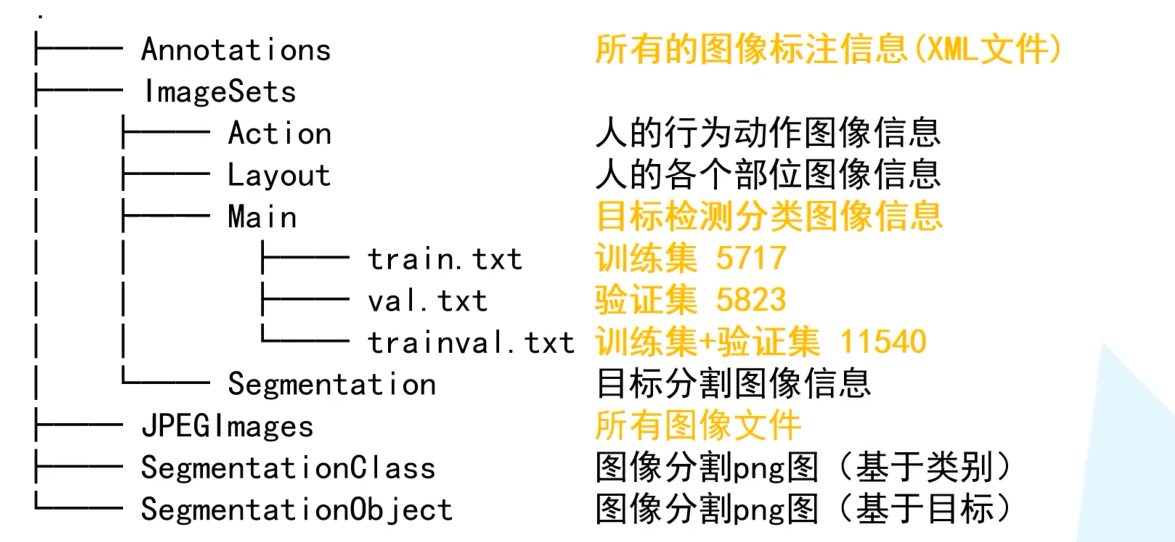 .
├── Annotations 所有的图像标注信息(XML文件)
├── ImageSets
│   ├── Action 人的行为动作图像信息
│   ├── Layout 人的各个部位图像信息
│   ├── Main 目标检测分类图像信息
│   │   ├── train.txt 训练集 5717
│   │   ├── val.txt 验证集 5823
│   │   └── trainval.txt 训练集+验证集 11540
│   └── Segmentation 目标分割图像信息
├── JPEGImages 所有图像文件
├── SegmentationClass 图像分割png图（基于类别）
└── SegmentationObject 图像分割png图（基于目标）